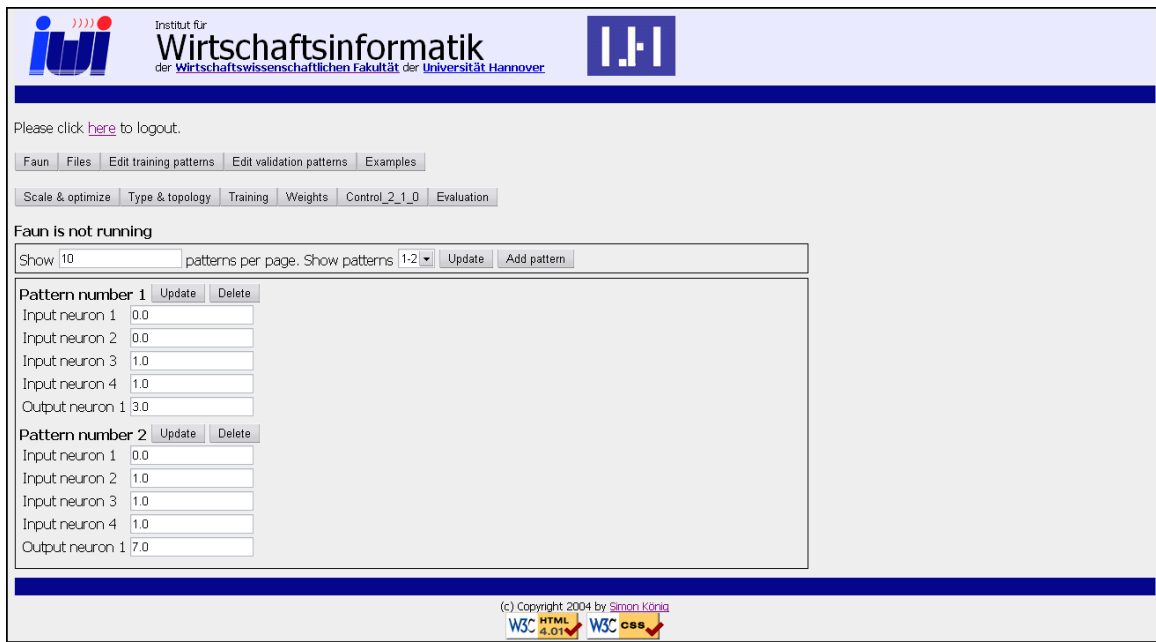 iwi
Institut für
Wirtschaftsinformatik
der Wirtschaftswissenschaftlichen Fakultät der Universität Hannover
Please click here to logout.
Faun Files Edit training patterns Edit validation patterns Examples
Scale & optimize Type & topology Training Weights Control_2_1_0 Evaluation
Faun is not running
Show 10 patterns per page. Show patterns 1-2 Update Add pattern
Pattern number 1 Update Delete
Input neuron 1 0.0
Input neuron 2 0.0
Input neuron 3 1.0
Input neuron 4 1.0
Output neuron 1 3.0
Pattern number 2 Update Delete
Input neuron 1 0.0
Input neuron 2 1.0
Input neuron 3 1.0
Input neuron 4 1.0
Output neuron 1 7.0
(c) Copyright 2004 by Simon König
W3C HTML 4.01 W3C css